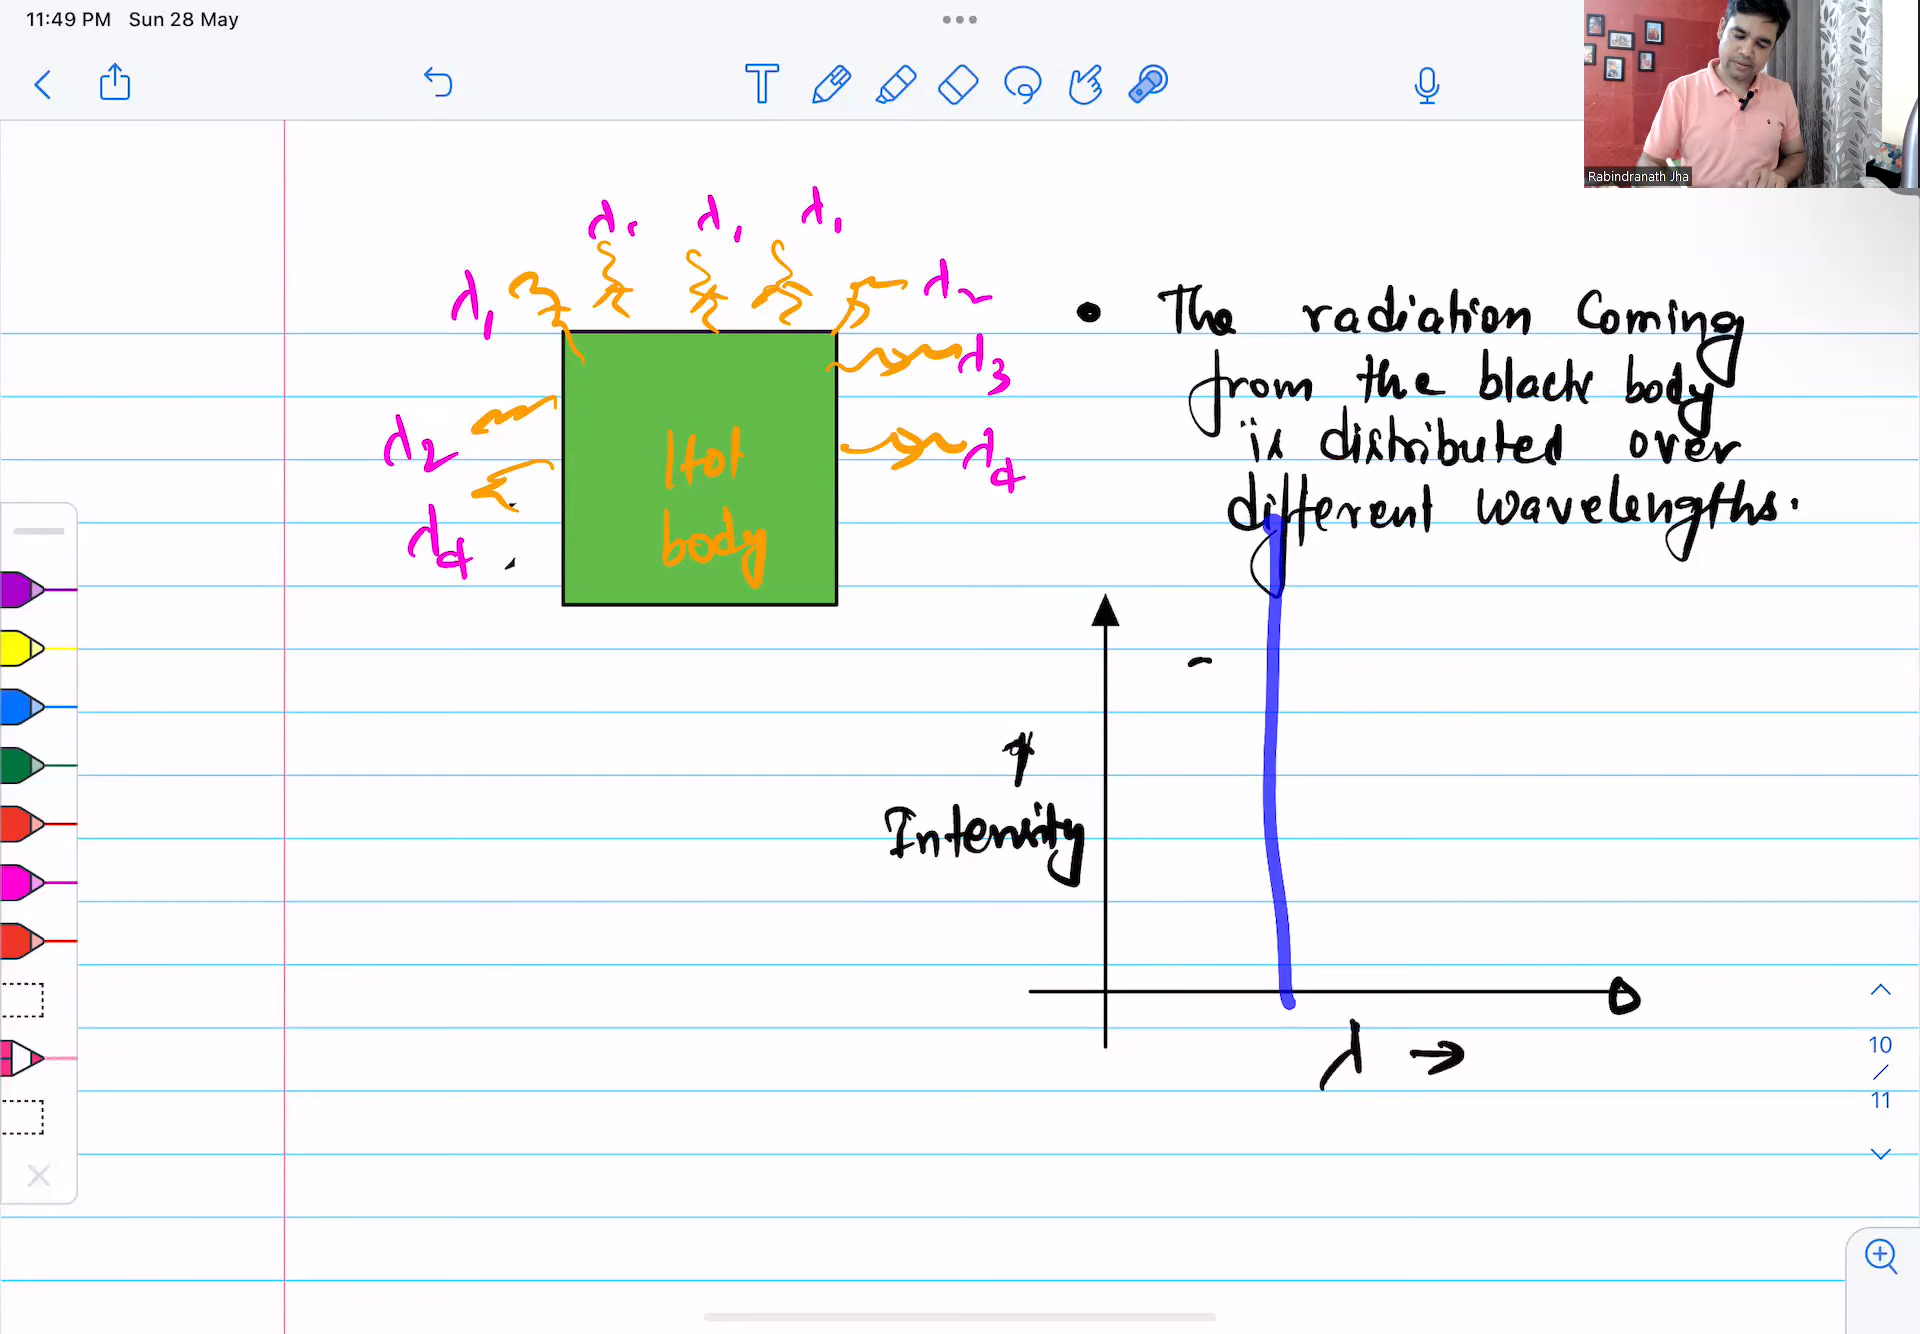 11:49 PM Sun 28 May
Rabindranath Jha
λ1 λ1 λ1
λ1 λ2
λ3
λ2 λ4
λ4
Hot
body
• The radiation Coming
from the black body
is distributed over
different wavelengths.
Intensity
λ →
10
/
11